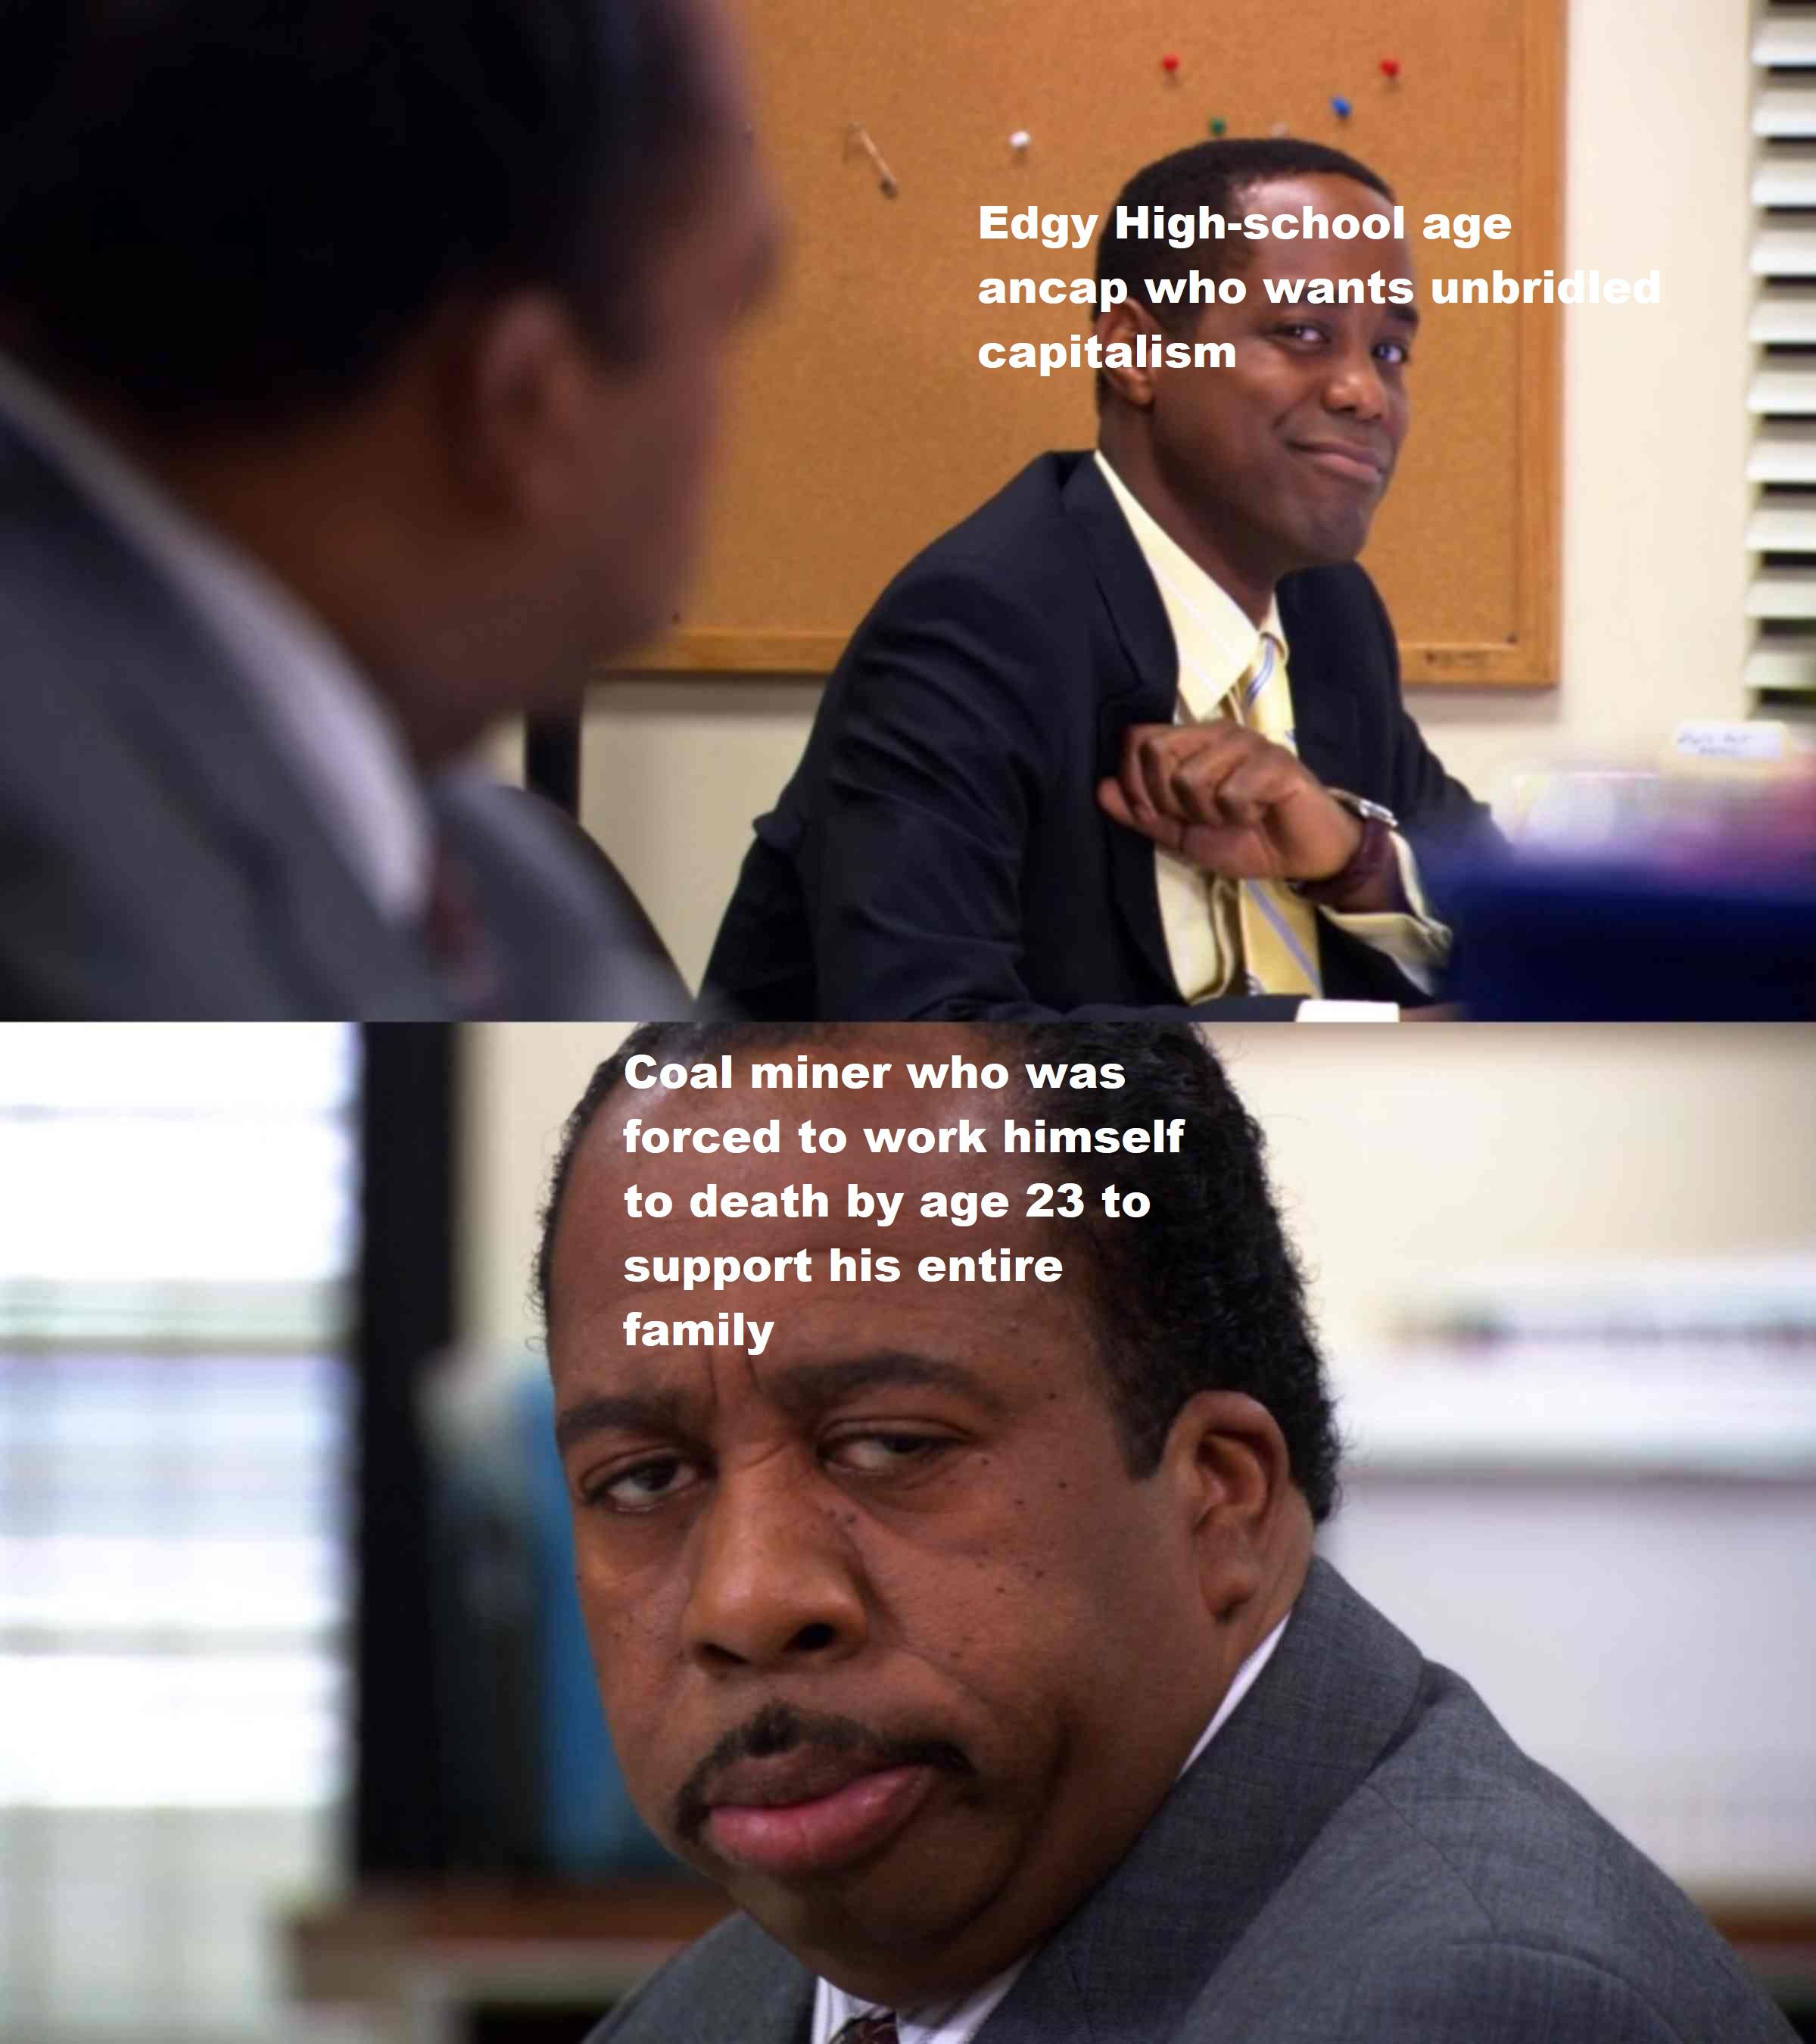 Edgy High-school age
ancap who wants unbridled
capitalism
Coal miner who was
forced to work himself
to death by age 23 to
support his entire
family